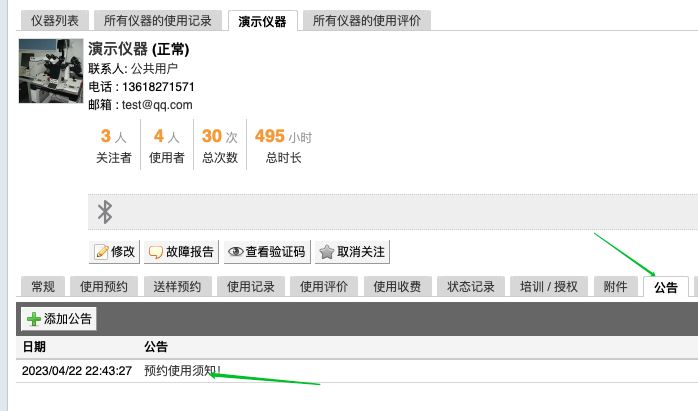 仪器列表 所有仪器的使用记录 演示仪器 所有仪器的使用评价
演示仪器 (正常)
联系人: 公共用户
电话 : 13618271571
邮箱 : test@qq.com
3 人 4 人 30 次 495 小时
关注者 使用者 总次数 总时长
修改 故障报告 查看验证码 取消关注
常规 使用预约 送样预约 使用记录 使用评价 使用收费 状态记录 培训 / 授权 附件 公告
添加公告
日期 公告
2023/04/22 22:43:27 预约使用须知!